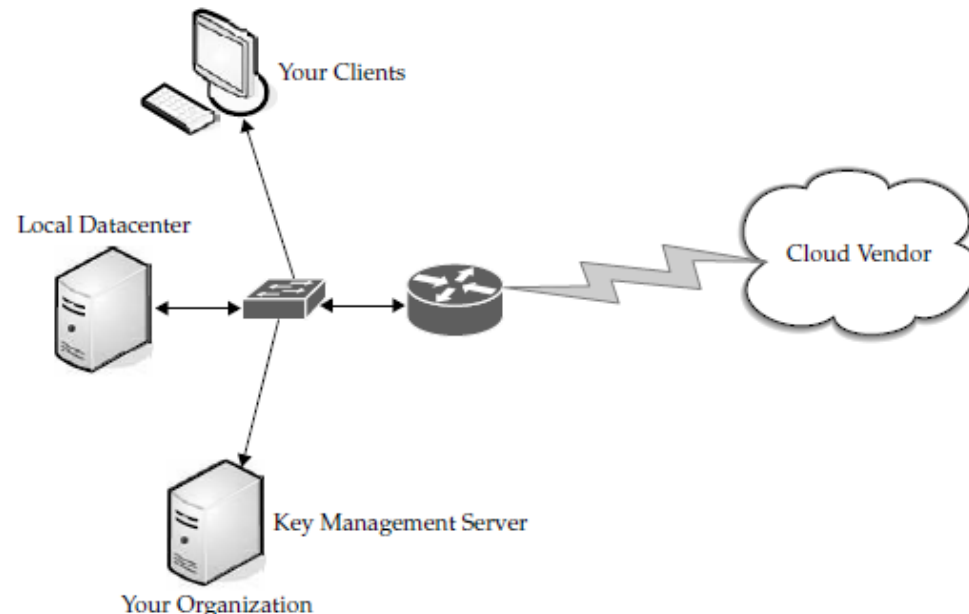 Your Clients
Local Datacenter
Cloud Vendor
Key Management Server
Your Organization